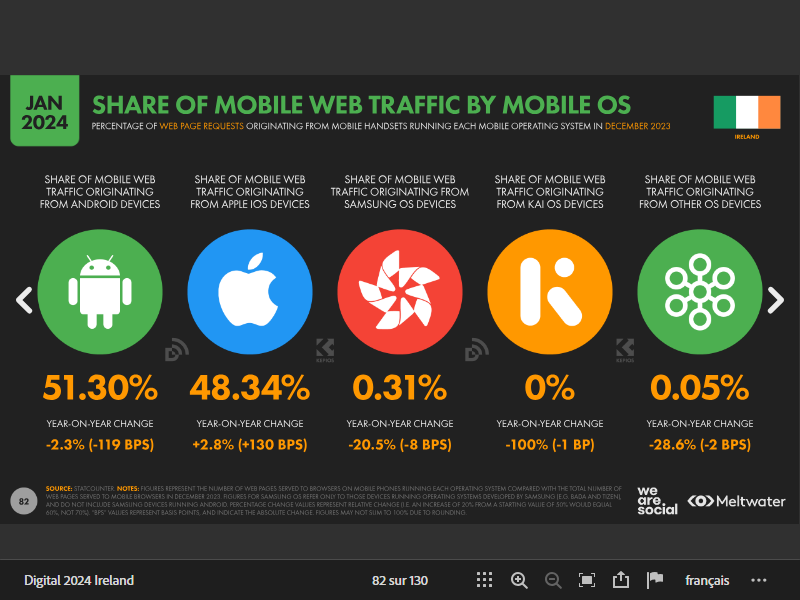 JAN
2024
SHARE OF MOBILE WEB TRAFFIC BY MOBILE OS
PERCENTAGE OF WEB PAGE REQUESTS ORIGINATING FROM MOBILE HANDSETS RUNNING EACH MOBILE OPERATING SYSTEM IN DECEMBER 2023
IRELAND
SHARE OF MOBILE WEB
TRAFFIC ORIGINATING
FROM ANDROID DEVICES
SHARE OF MOBILE WEB
TRAFFIC ORIGINATING
FROM APPLE IOS DEVICES
SHARE OF MOBILE WEB
TRAFFIC ORIGINATING FROM
SAMSUNG OS DEVICES
SHARE OF MOBILE WEB
TRAFFIC ORIGINATING
FROM KAI OS DEVICES
SHARE OF MOBILE WEB
TRAFFIC ORIGINATING
FROM OTHER OS DEVICES
KEPIOS
KEPIOS
51.30%
48.34%
0.31%
0%
0.05%
YEAR-ON-YEAR CHANGE
-2.3% (-119 BPS)
YEAR-ON-YEAR CHANGE
+2.8% (+130 BPS)
YEAR-ON-YEAR CHANGE
-20.5% (-8 BPS)
YEAR-ON-YEAR CHANGE
-100% (-1 BP)
YEAR-ON-YEAR CHANGE
-28.6% (-2 BPS)
82
SOURCE: STATCOUNTER. NOTES: FIGURES REPRESENT THE NUMBER OF WEB PAGES SERVED TO BROWSERS ON MOBILE PHONES RUNNING EACH OPERATING SYSTEM COMPARED WITH THE TOTAL NUMBER OF
WEB PAGES SERVED TO MOBILE BROWSERS IN DECEMBER 2023. FIGURES FOR SAMSUNG OS REFER ONLY TO THOSE DEVICES RUNNING OPERATING SYSTEMS DEVELOPED BY SAMSUNG (E.G. BADA AND TIZEN),
AND DO NOT INCLUDE SAMSUNG DEVICES RUNNING ANDROID. PERCENTAGE CHANGE VALUES REPRESENT RELATIVE CHANGE (I.E. AN INCREASE OF 20% FROM A STARTING VALUE OF 50% WOULD EQUAL
60%, NOT 70%). "BPS" VALUES REPRESENT BASIS POINTS, AND INDICATE THE ABSOLUTE CHANGE. FIGURES MAY NOT SUM TO 100% DUE TO ROUNDING.
we
are.
social
Meltwater
Digital 2024 Ireland
82 sur 130
français